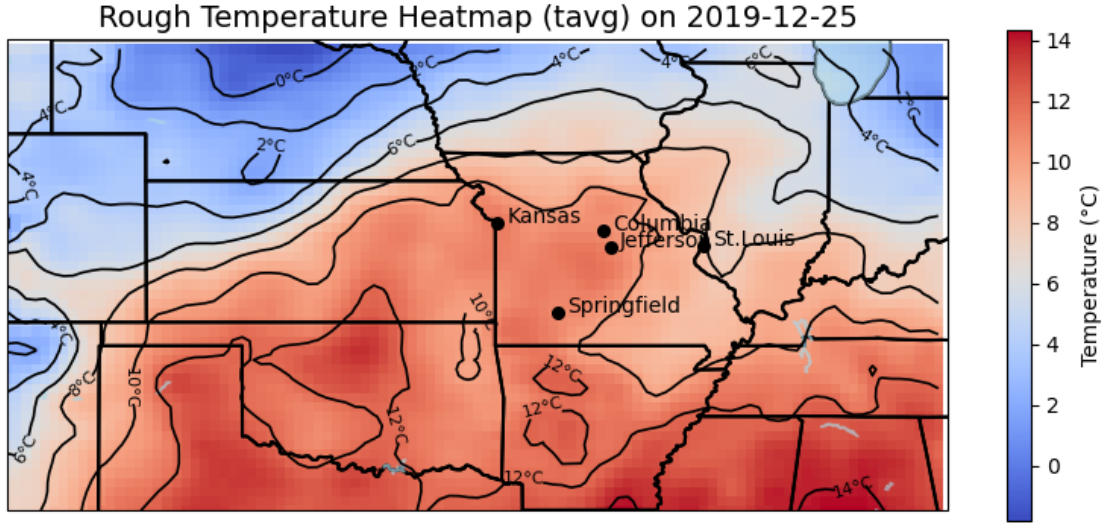 Rough Temperature Heatmap (tavg) on 2019-12-25
0°C
2°C
4°C
4°C
6°C
4°C
2°C
6°C
4°C
4°C
Kansas
Columbia
Jefferson
St.Louis
10°C
Springfield
4°C
8°C
10°C
12°C
12°C
12°C
6°C
12°C
14°C
14
12
10
8
6
4
2
0
Temperature (°C)